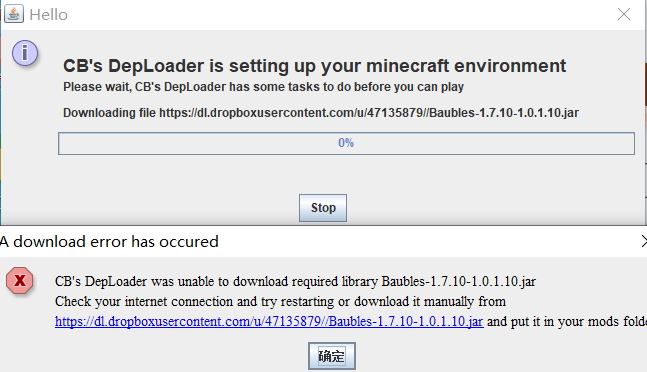 Hello
CB's DepLoader is setting up your minecraft environment
Please wait, CB's DepLoader has some tasks to do before you can play
Downloading file https://dl.dropboxusercontent.com/u/47135879//Baubles-1.7.10-1.0.1.10.jar
0%
Stop
A download error has occured
CB's DepLoader was unable to download required library Baubles-1.7.10-1.0.1.10.jar
Check your internet connection and try restarting or download it manually from
https://dl.dropboxusercontent.com/u/47135879//Baubles-1.7.10-1.0.1.10.jar and put it in your mods folde
确定